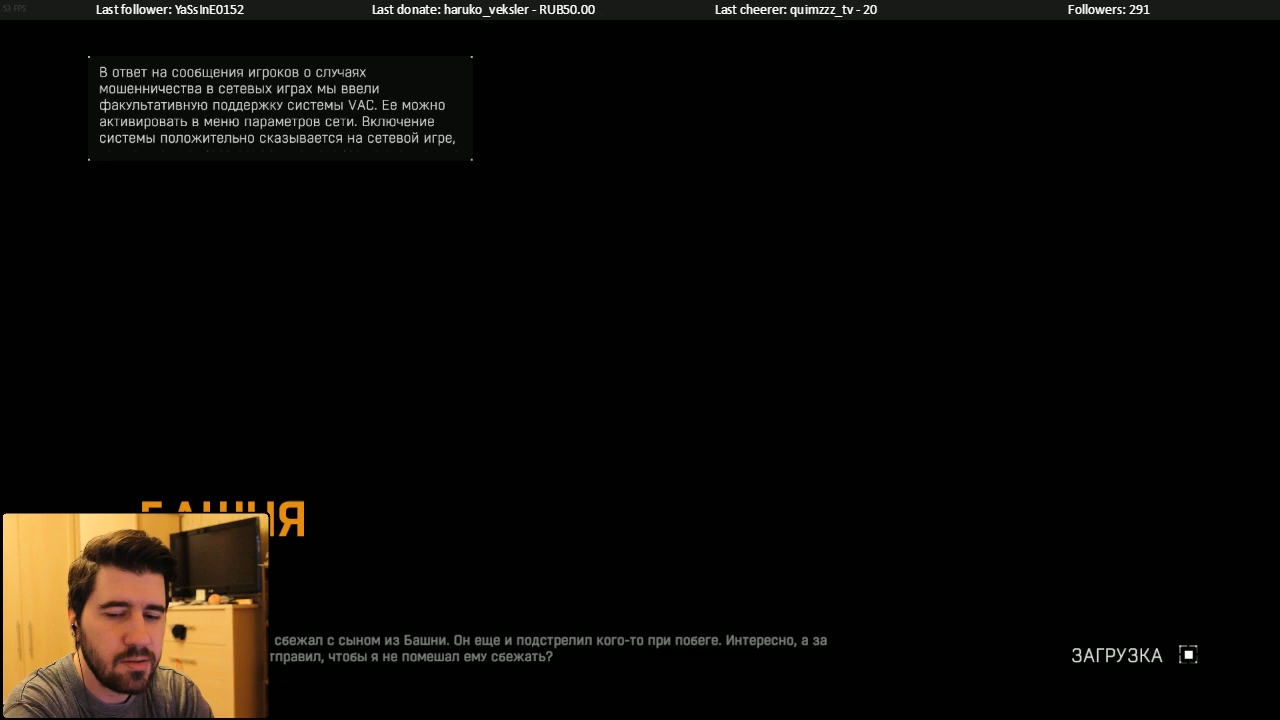 53 FPS
Last follower: YaSsInE0152
Last donate: haruko_veksler - RUB50.00
Last cheerer: quimzzz_tv - 20
Followers: 291
В ответ на сообщения игроков о случаях
мошенничества в сетевых играх мы ввели
факультативную поддержку системы VAC. Ее можно
активировать в меню параметров сети. Включение
системы положительно сказывается на сетевой игре,
БАШНЯ
сбежал с сыном из Башни. Он еще и подстрелил кого-то при побеге. Интересно, а за
чтобы я не помешал ему сбежать?
ЗАГРУЗКА